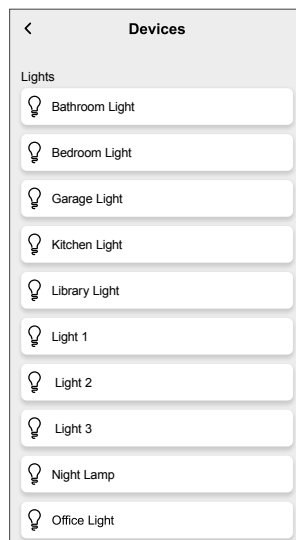 Devices
Lights
Bathroom Light
Bedroom Light
Garage Light
Kitchen Light
Library Light
Light 1
Light 2
Light 3
Night Lamp
Office Light